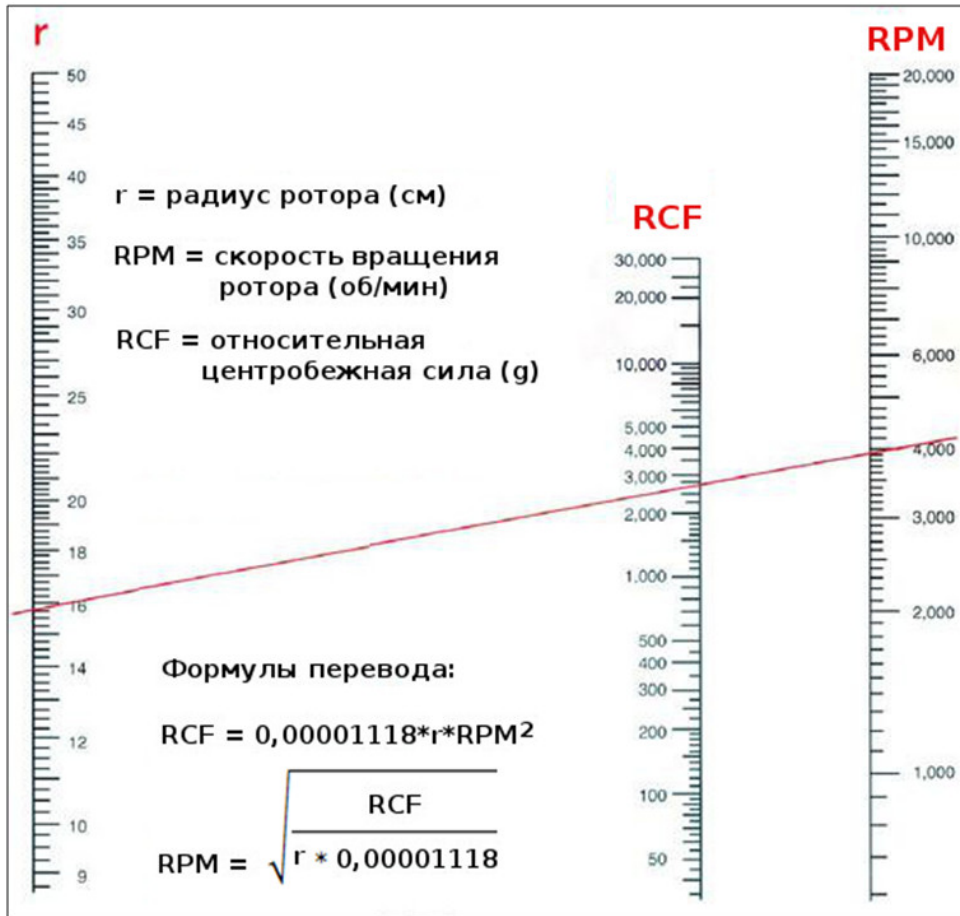 r
RPM
RCF
r = радиус ротора (см)
RPM = скорость вращения
ротора (об/мин)
RCF = относительная
центробежная сила (g)
50
45
40
35
30
25
20
18
16
14
12
10
9
30,000
20,000
10,000
5,000
4,000
3,000
2,000
1.000
500
400
300
200
100
50
20,000
15,000
10,000
6,000
4,000
3,000
2,000
1,000
Формулы перевода:
RCF = 0,00001118*r*RPM²
RCF
RPM = √
r * 0,00001118